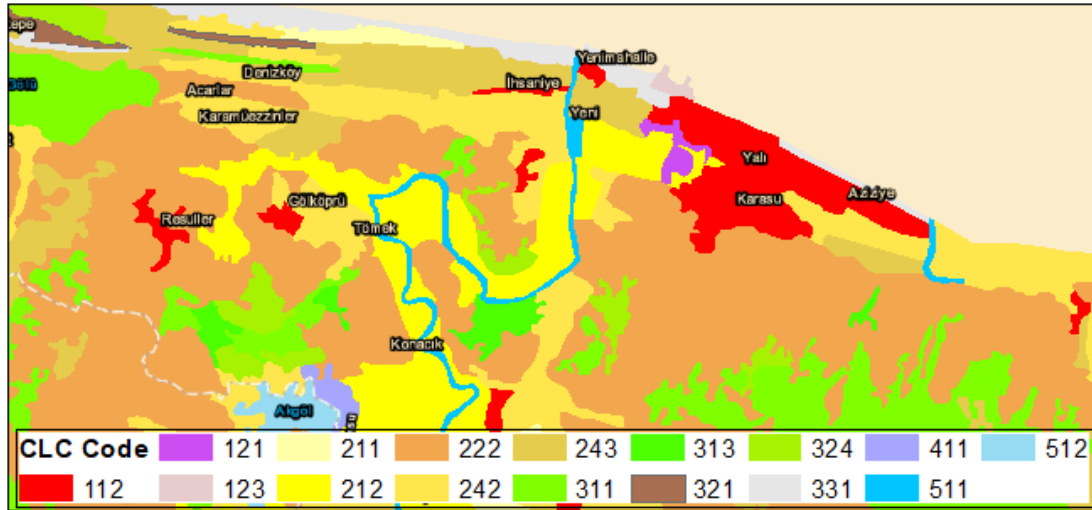 tepe
Yenimahalle
Denizköy
İhsaniye
Acarlar
Karamüezzinler
Yeni
Yalı
Karasu
Aziziye
Resuller
Gölköprü
Tömek
Konacık
Akgöl
CLC Code 121 211 222 243 313 324 411 512
112 123 212 242 311 321 331 511